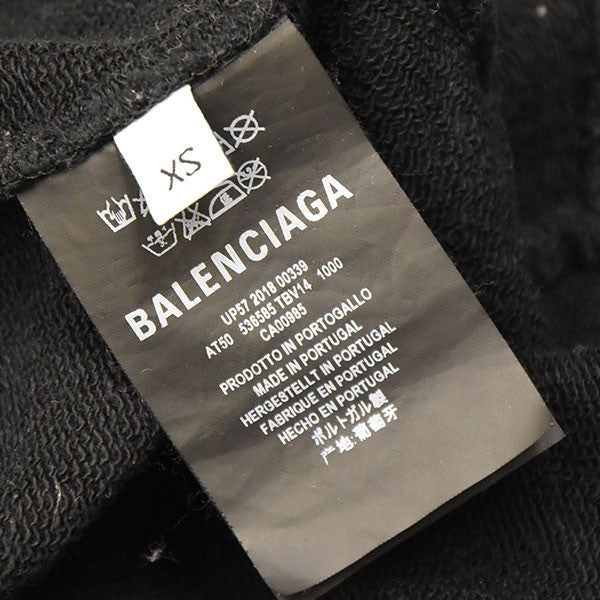 XS
BALENCIAGA
UP57 2018 00339
AT50 536585 TBV14 1000
CA00985
PRODOTTO IN PORTOGALLO
MADE IN PORTUGAL
HERGESTELLT IN PORTUGAL
FABRIQUE EN PORTUGAL
HECHO EN PORTUGAL
ポルトガル製
产地:葡萄牙